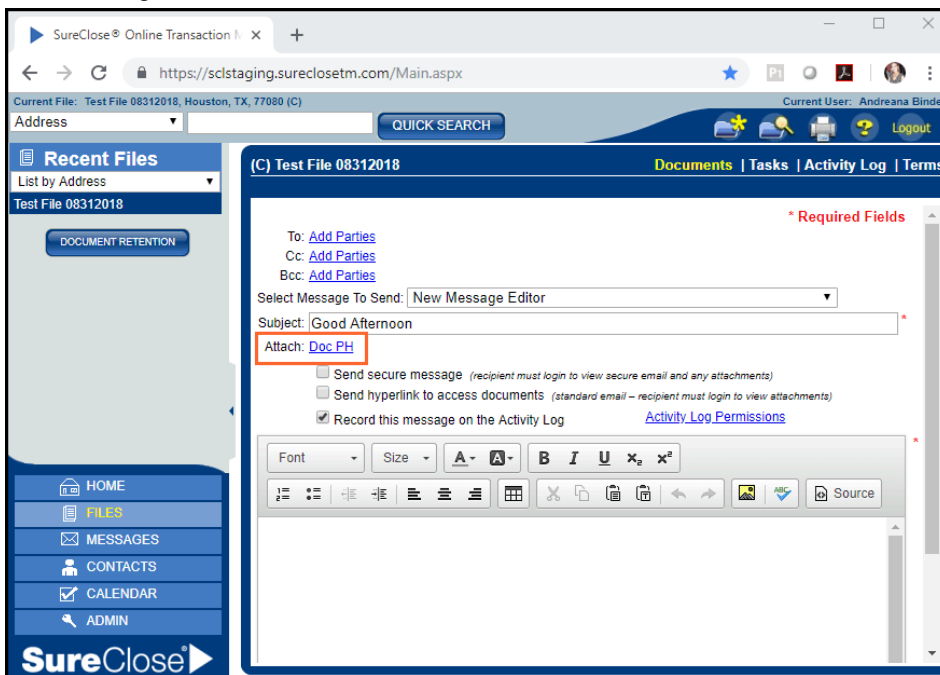 SureClose® Online Transaction M
https://sclstaging.sureclosetm.com/Main.aspx
Current File: Test File 08312018, Houston, TX, 77080 (C)
Current User: Andreana Binde
Address
QUICK SEARCH
Logout
Recent Files
List by Address
Test File 08312018
DOCUMENT RETENTION
(C) Test File 08312018
Documents | Tasks | Activity Log | Terms
* Required Fields
To: Add Parties
Cc: Add Parties
Bcc: Add Parties
Select Message To Send: New Message Editor
Subject: Good Afternoon *
Attach: Doc PH
Send secure message (recipient must login to view secure email and any attachments)
Send hyperlink to access documents (standard email – recipient must login to view attachments)
Record this message on the Activity Log Activity Log Permissions
*
Font Size A A B I U x₂ x²
ABC Source
HOME
FILES
MESSAGES
CONTACTS
CALENDAR
ADMIN
SureClose®